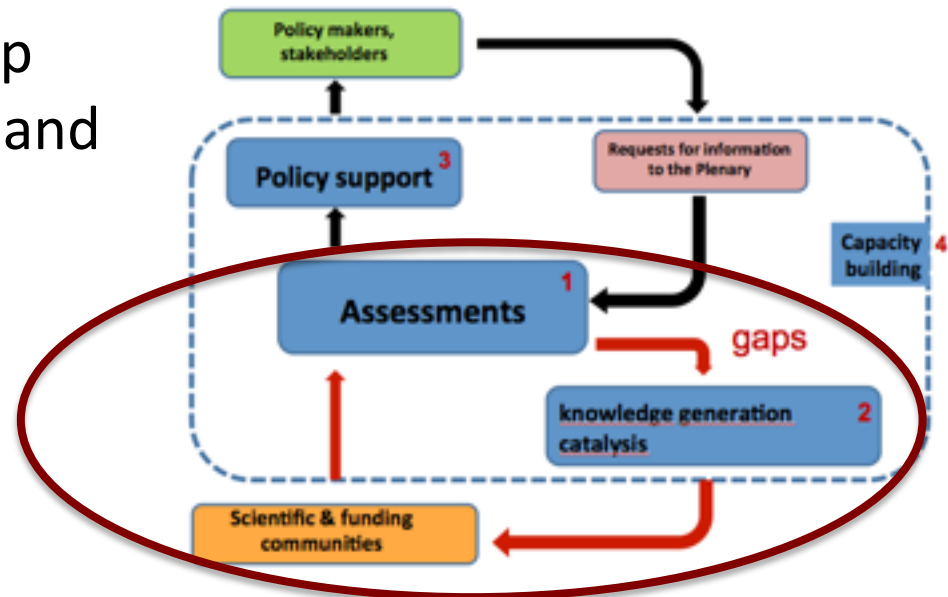 p
and
Policy makers,
stakeholders
Policy support 3
Requests for information
to the Plenary
Capacity 4
building
Assessments 1
gaps
knowledge generation 2
catalysis
Scientific & funding
communities